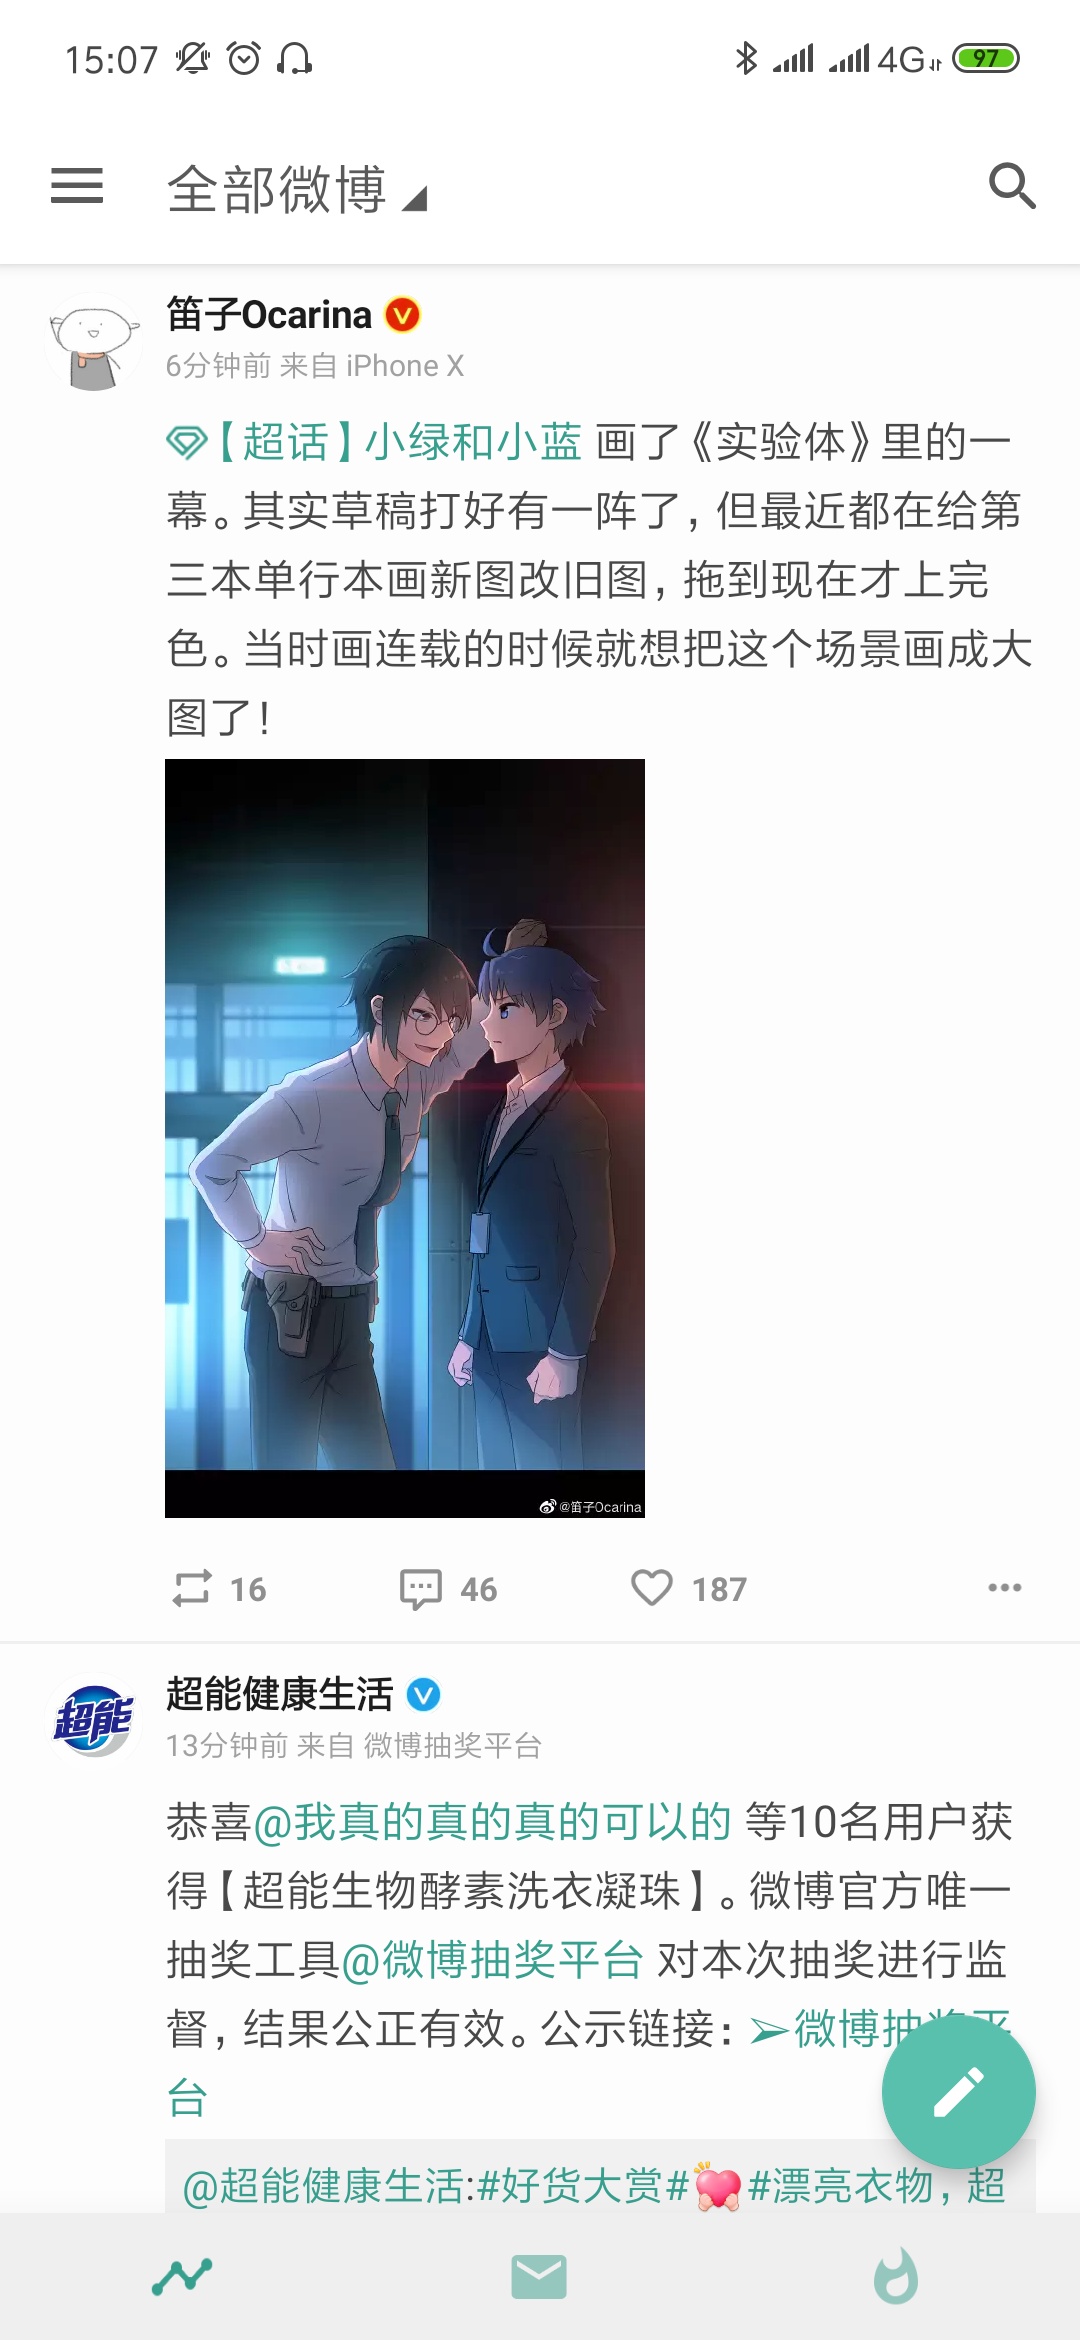 15:07 4G 97
全部微博
笛子Ocarina
6分钟前 来自 iPhone X
【超话】小绿和小蓝 画了《实验体》里的一
幕。其实草稿打好有一阵了，但最近都在给第
三本单行本画新图改旧图，拖到现在才上完
色。当时画连载的时候就想把这个场景画成大
图了！
@笛子Ocarina
16 46 187
超能
超能健康生活
13分钟前 来自 微博抽奖平台
恭喜@我真的真的真的可以的 等10名用户获
得【超能生物酵素洗衣凝珠】。微博官方唯一
抽奖工具@微博抽奖平台 对本次抽奖进行监
督，结果公正有效。公示链接：➢微博抽奖平
台
@超能健康生活:#好货大赏#💓#漂亮衣物，超